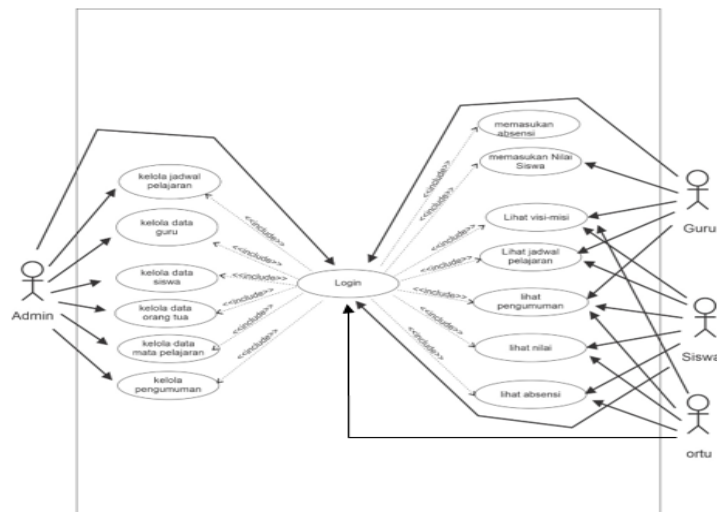 memasukan
absensi
memasukan Nilai
Siswa
kelola jadwal
pelajaran
kelola data
guru
Lihat visi-misi
Guru
Lihat jadwal
pelajaran
kelola data
siswa
Login
Admin
kelola data
orang tua
lihat
pengumuman
kelola data
mata pelajaran
lihat nilai
Siswa
kelola
pengumuman
lihat absensi
ortu
<<include>>
<<include>>
<<include>>
<<include>>
<<include>>
<<include>>
<<include>>
<<include>>
<<include>>
<<include>>
<<include>>
<<include>>
<<include>>